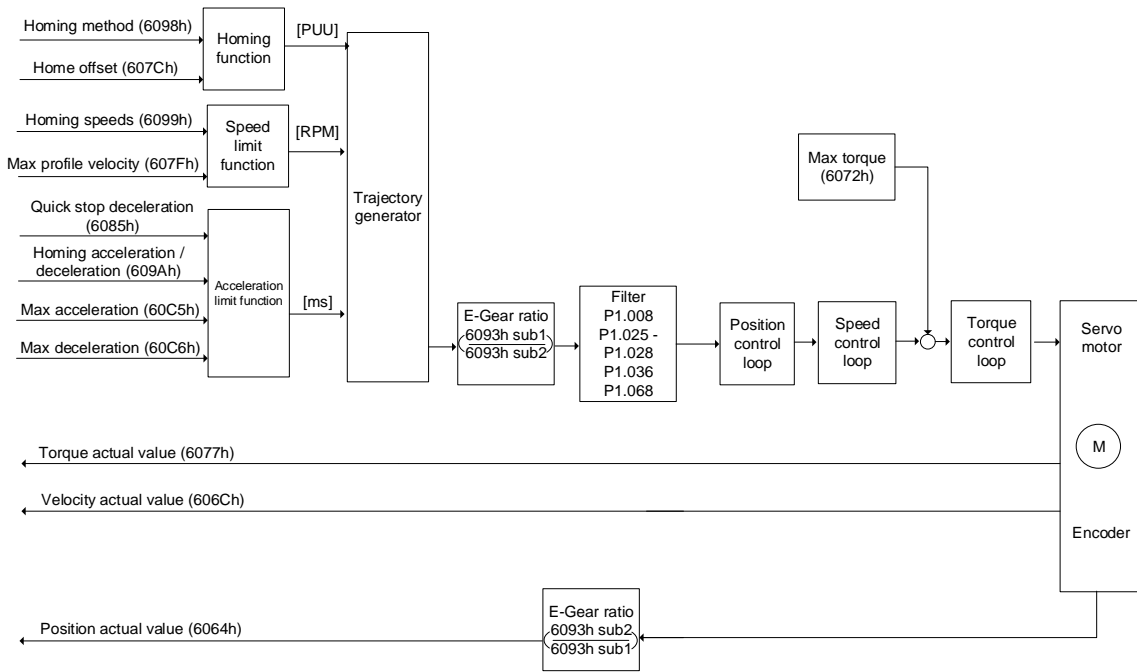 Homing method (6098h)
Home offset (607Ch)
Homing
function
[PUU]
Homing speeds (6099h)
Max profile velocity (607Fh)
Speed
limit
function
[RPM]
Quick stop deceleration
(6085h)
Homing acceleration /
deceleration (609Ah)
Max acceleration (60C5h)
Max deceleration (60C6h)
Acceleration
limit function
[ms]
Trajectory
generator
E-Gear ratio
(6093h sub1
6093h sub2)
Filter
P1.008
P1.025 -
P1.028
P1.036
P1.068
Position
control
loop
Speed
control
loop
Max torque
(6072h)
Torque
control
loop
Servo
motor
M
Encoder
Torque actual value (6077h)
Velocity actual value (606Ch)
Position actual value (6064h)
E-Gear ratio
(6093h sub2
6093h sub1)